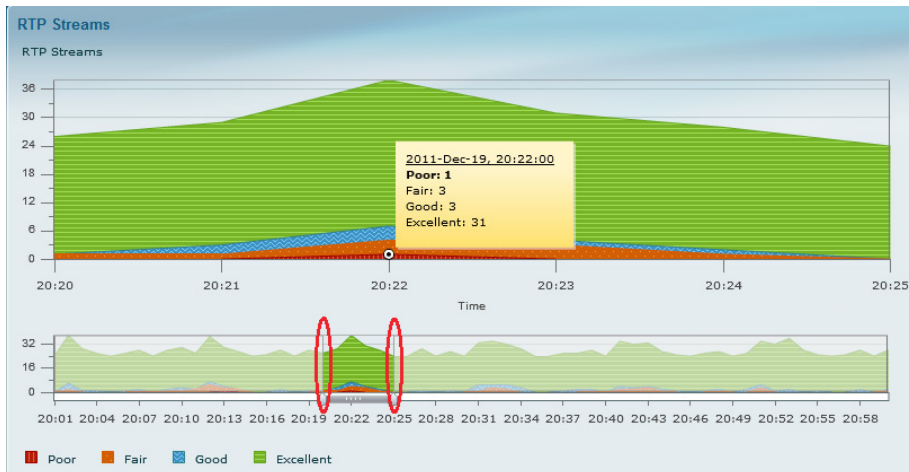 RTP Streams
RTP Streams
36
30
24
18
12
6
0
2011-Dec-19, 20:22:00
Poor: 1
Fair: 3
Good: 3
Excellent: 31
20:20 20:21 20:22 20:23 20:24 20:25
Time
32
16
0
20:01 20:04 20:07 20:10 20:13 20:16 20:19 20:22 20:25 20:28 20:31 20:34 20:37 20:40 20:43 20:46 20:49 20:52 20:55 20:58
Poor Fair Good Excellent